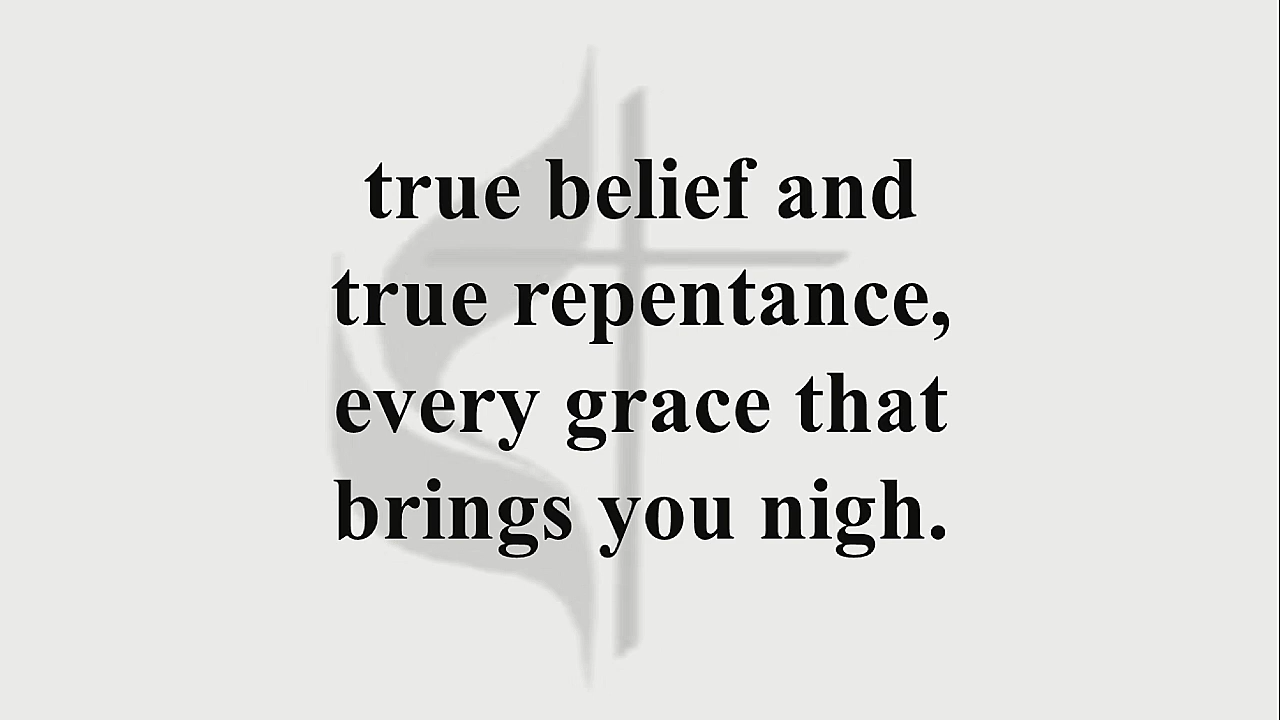 true belief and
true repentance,
every grace that
brings you nigh.